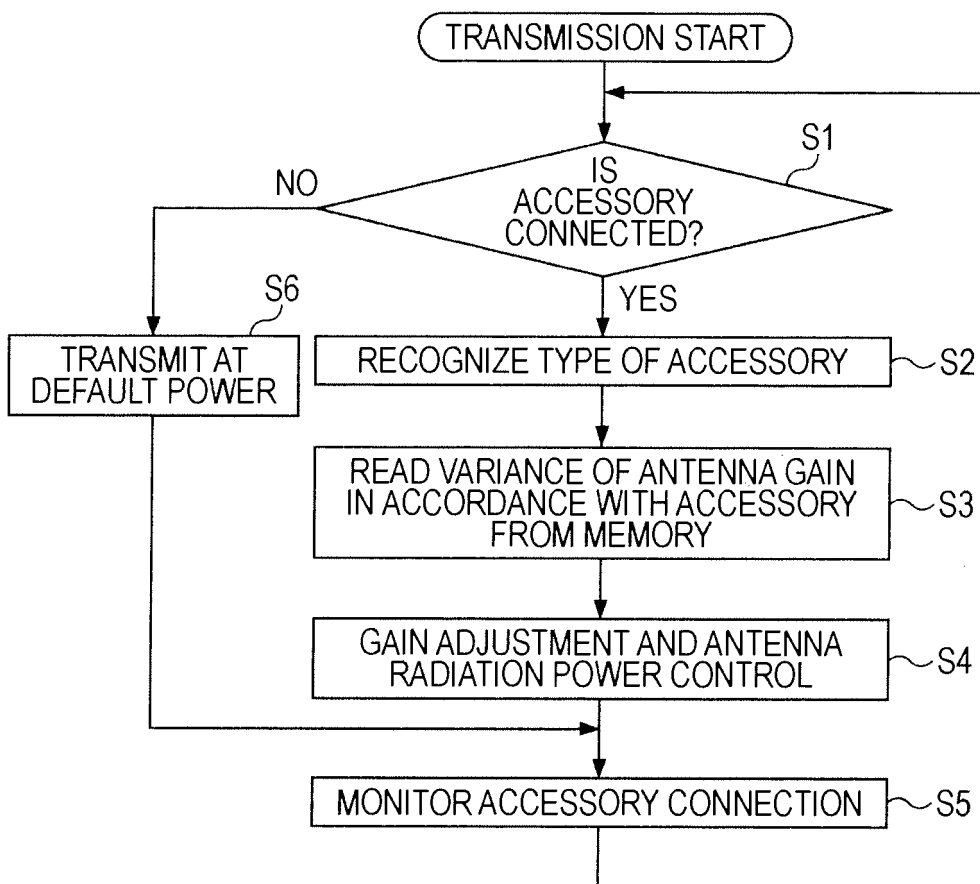 TRANSMISSION START
S1
IS
ACCESSORY
CONNECTED?
NO
YES
S6
TRANSMIT AT
DEFAULT POWER
RECOGNIZE TYPE OF ACCESSORY
S2
READ VARIANCE OF ANTENNA GAIN
IN ACCORDANCE WITH ACCESSORY
FROM MEMORY
S3
GAIN ADJUSTMENT AND ANTENNA
RADIATION POWER CONTROL
S4
MONITOR ACCESSORY CONNECTION
S5